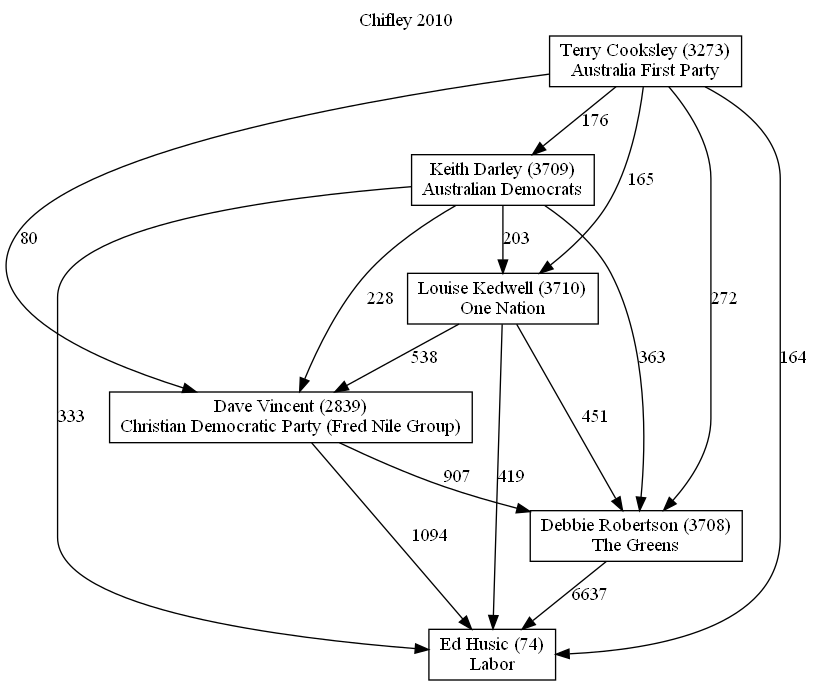 Chifley 2010
Terry Cooksley (3273)
Australia First Party
176
Keith Darley (3709)
Australian Democrats
165
80
203
Louise Kedwell (3710)
One Nation
228
272
538
363
164
Dave Vincent (2839)
Christian Democratic Party (Fred Nile Group)
333
451
907
419
Debbie Robertson (3708)
The Greens
1094
6637
Ed Husic (74)
Labor